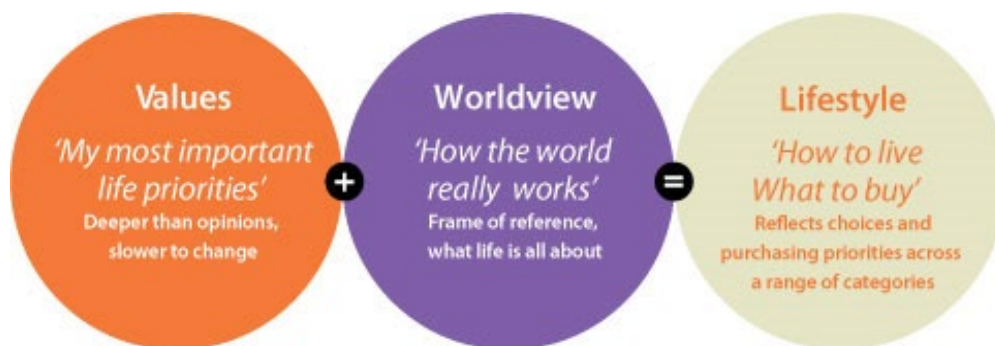 Values
'My most important
life priorities'
Deeper than opinions,
slower to change
+
Worldview
'How the world
really works'
Frame of reference,
what life is all about
=
Lifestyle
'How to live
What to buy'
Reflects choices and
purchasing priorities across
a range of categories